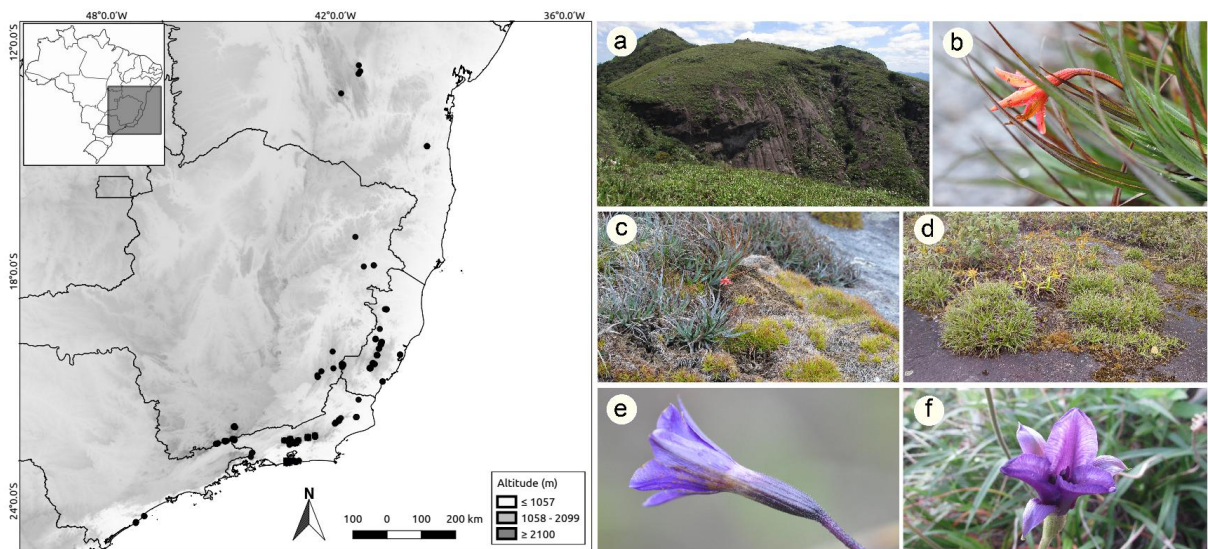 48°0.0'W
42°0.0'W
36°0.0'W
12°0.0'S
18°0.0'S
24°0.0'S
N
100 0 100 200 km
Altitude (m)
≤ 1057
1058 - 2099
≥ 2100
a
b
c
d
e
f